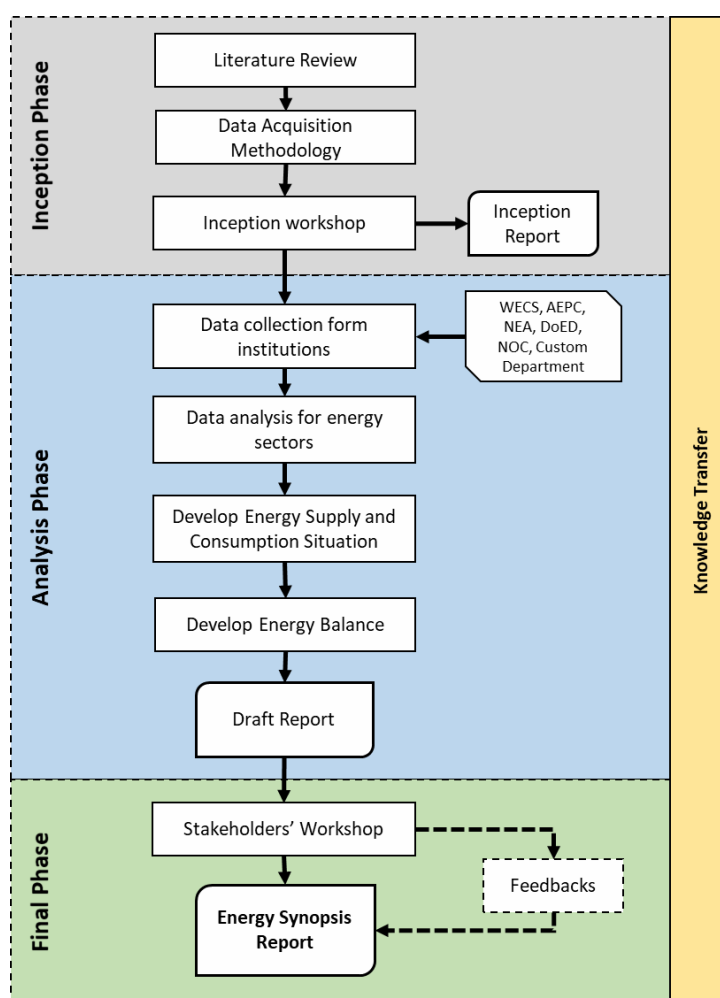 Inception Phase
Literature Review
Data Acquisition
Methodology
Inception workshop
Inception
Report
Analysis Phase
Data collection form
institutions
WECS, AEPC,
NEA, DoED,
NOC, Custom
Department
Data analysis for energy
sectors
Develop Energy Supply and
Consumption Situation
Develop Energy Balance
Draft Report
Final Phase
Stakeholders’ Workshop
Feedbacks
Energy Synopsis
Report
Knowledge Transfer